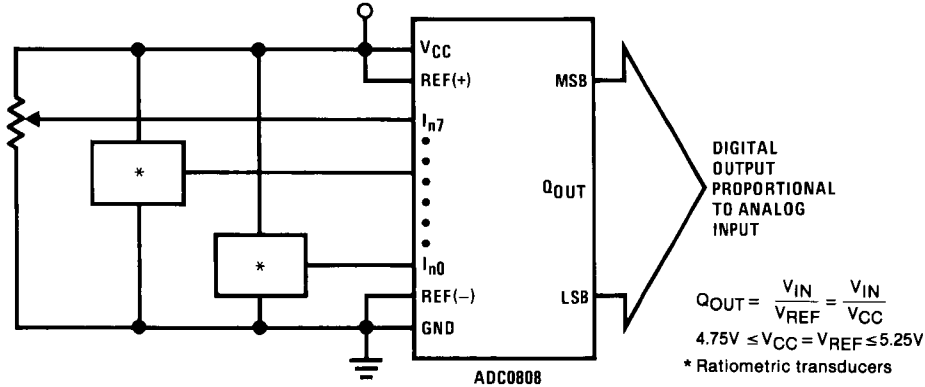 VCC
REF(+)
In7
*
*
In0
REF(−)
GND
MSB
QOUT
LSB
ADC0808
DIGITAL
OUTPUT
PROPORTIONAL
TO ANALOG
INPUT
QOUT = VIN / VREF = VIN / VCC
4.75V ≤ VCC = VREF ≤ 5.25V
* Ratiometric transducers